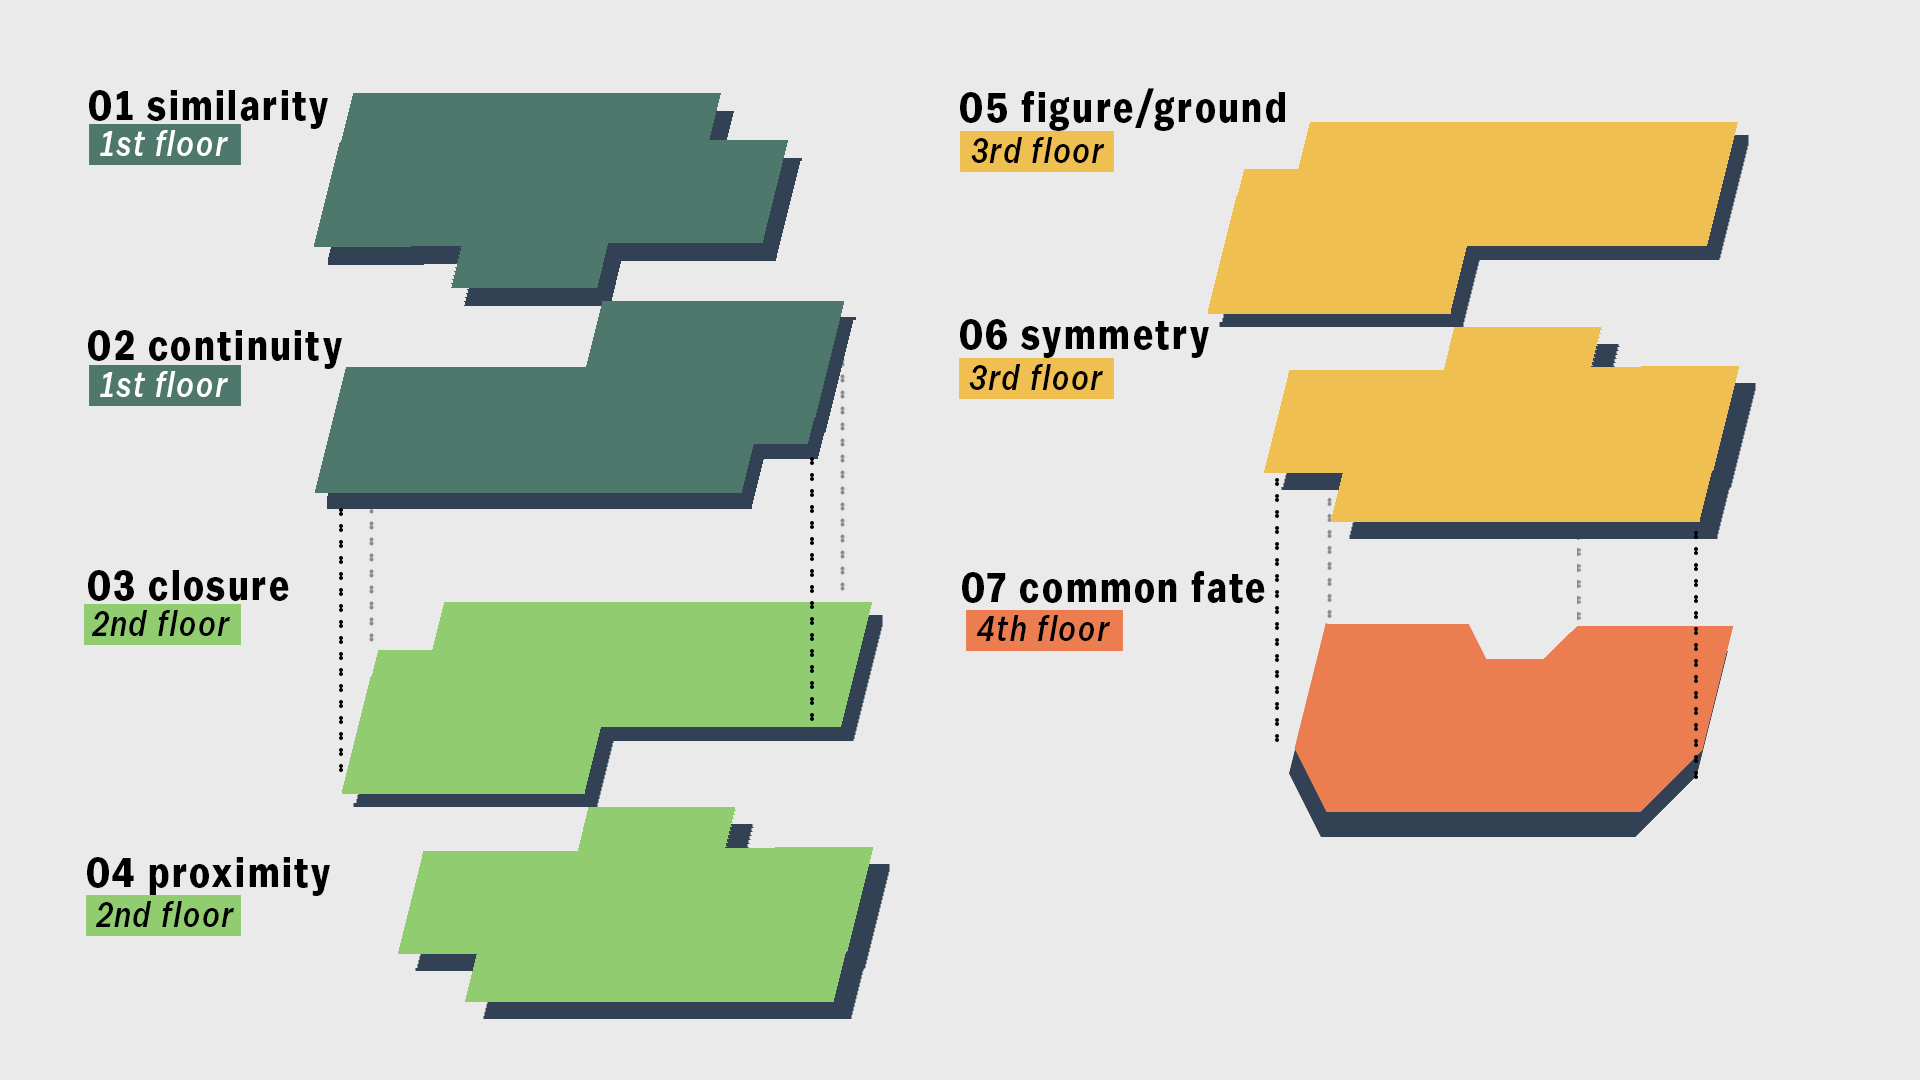 01 similarity
1st floor
02 continuity
1st floor
03 closure
2nd floor
04 proximity
2nd floor
05 figure/ground
3rd floor
06 symmetry
3rd floor
07 common fate
4th floor